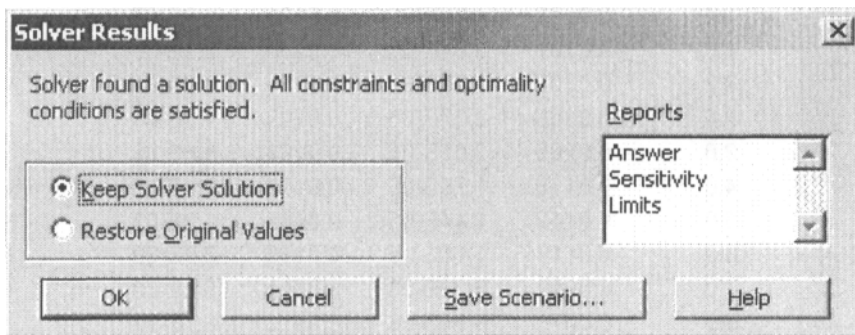 Solver Results
Solver found a solution. All constraints and optimality
conditions are satisfied.
Reports
Answer
Sensitivity
Limits
Keep Solver Solution
Restore Original Values
OK
Cancel
Save Scenario...
Help